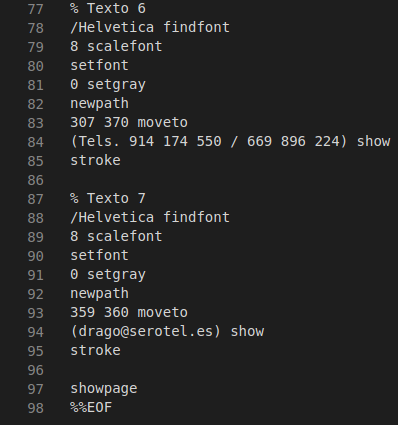 77 % Texto 6
78 /Helvetica findfont
79 8 scalefont
80 setfont
81 0 setgray
82 newpath
83 307 370 moveto
84 (Tels. 914 174 550 / 669 896 224) show
85 stroke
86
87 % Texto 7
88 /Helvetica findfont
89 8 scalefont
90 setfont
91 0 setgray
92 newpath
93 359 360 moveto
94 (drago@serotel.es) show
95 stroke
96
97 showpage
98 %%EOF